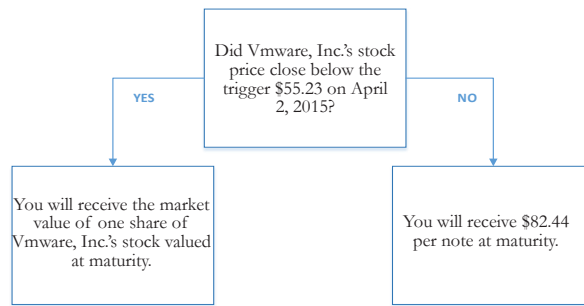 Did Vmware, Inc.'s stock
price close below the
trigger $55.23 on April
2, 2015?
YES
NO
You will receive the market
value of one share of
Vmware, Inc.'s stock valued
at maturity.
You will receive $82.44
per note at maturity.